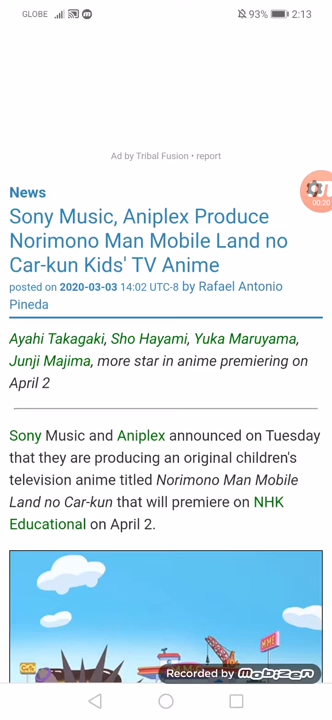 GLOBE 93% 2:13
Ad by Tribal Fusion • report
News
00:20
Sony Music, Aniplex Produce
Norimono Man Mobile Land no
Car-kun Kids' TV Anime
posted on 2020-03-03 14:02 UTC-8 by Rafael Antonio
Pineda
Ayahi Takagaki, Sho Hayami, Yuka Maruyama,
Junji Majima, more star in anime premiering on
April 2
Sony Music and Aniplex announced on Tuesday
that they are producing an original children's
television anime titled Norimono Man Mobile
Land no Car-kun that will premiere on NHK
Educational on April 2.
Recorded by mobizen